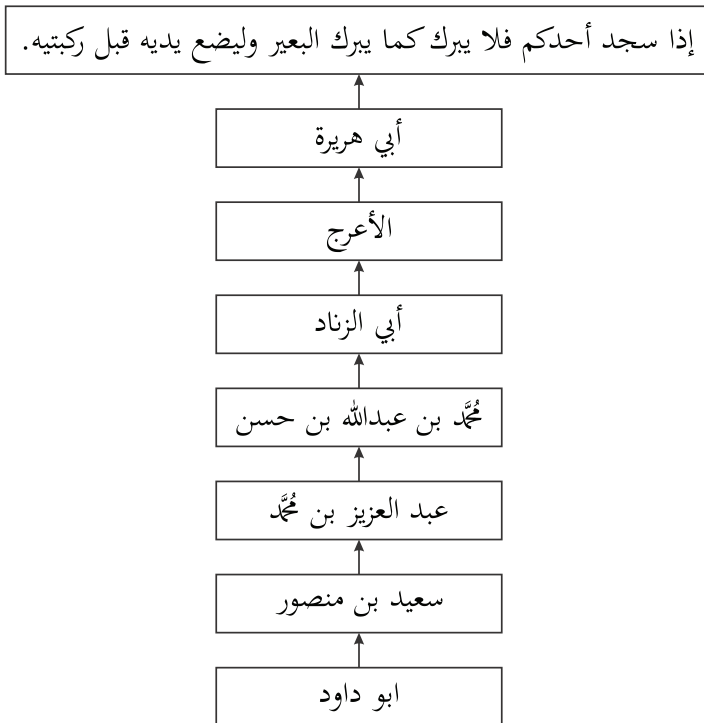 إذا سجد أحدكم فلا يبرك كما يبرك البعير وليضع يديه قبل ركبتيه.
أبي هريرة
الأعرج
أبي الزناد
مُحَمَّد بن عبدالله بن حسن
عبد العزيز بن مُحَمَّد
سعيد بن منصور
ابو داود